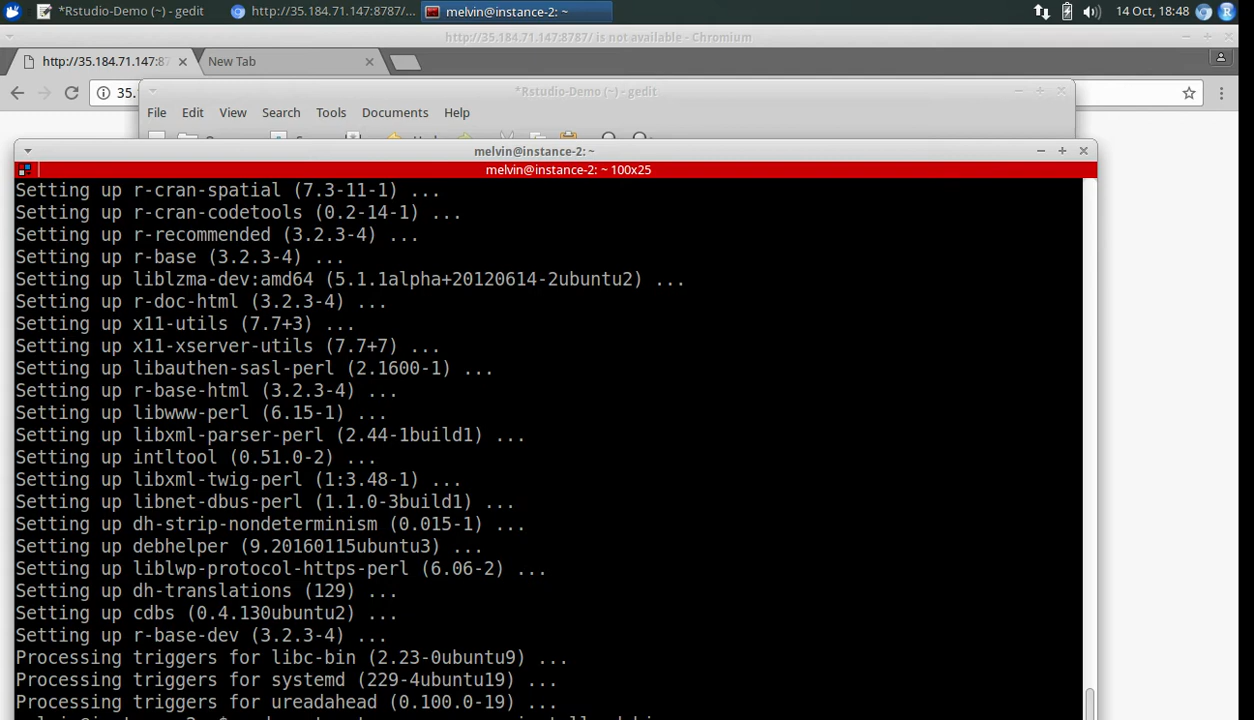 *Rstudio-Demo (~) - gedit
http://35.184.71.147:8787/...
melvin@instance-2: ~
14 Oct, 18:48
http://35.184.71.147:8787/ is not available - Chromium
http://35.184.71.147:87
New Tab
35.
*Rstudio-Demo (~) - gedit
File Edit View Search Tools Documents Help
melvin@instance-2: ~
melvin@instance-2: ~ 100x25
Setting up r-cran-spatial (7.3-11-1) ...
Setting up r-cran-codetools (0.2-14-1) ...
Setting up r-recommended (3.2.3-4) ...
Setting up r-base (3.2.3-4) ...
Setting up liblzma-dev:amd64 (5.1.1alpha+20120614-2ubuntu2) ...
Setting up r-doc-html (3.2.3-4) ...
Setting up x11-utils (7.7+3) ...
Setting up x11-xserver-utils (7.7+7) ...
Setting up libauthen-sasl-perl (2.1600-1) ...
Setting up r-base-html (3.2.3-4) ...
Setting up libwww-perl (6.15-1) ...
Setting up libxml-parser-perl (2.44-1build1) ...
Setting up intltool (0.51.0-2) ...
Setting up libxml-twig-perl (1:3.48-1) ...
Setting up libnet-dbus-perl (1.1.0-3build1) ...
Setting up dh-strip-nondeterminism (0.015-1) ...
Setting up debhelper (9.20160115ubuntu3) ...
Setting up liblwp-protocol-https-perl (6.06-2) ...
Setting up dh-translations (129) ...
Setting up cdbs (0.4.130ubuntu2) ...
Setting up r-base-dev (3.2.3-4) ...
Processing triggers for libc-bin (2.23-0ubuntu9) ...
Processing triggers for systemd (229-4ubuntu19) ...
Processing triggers for ureadahead (0.100.0-19) ...